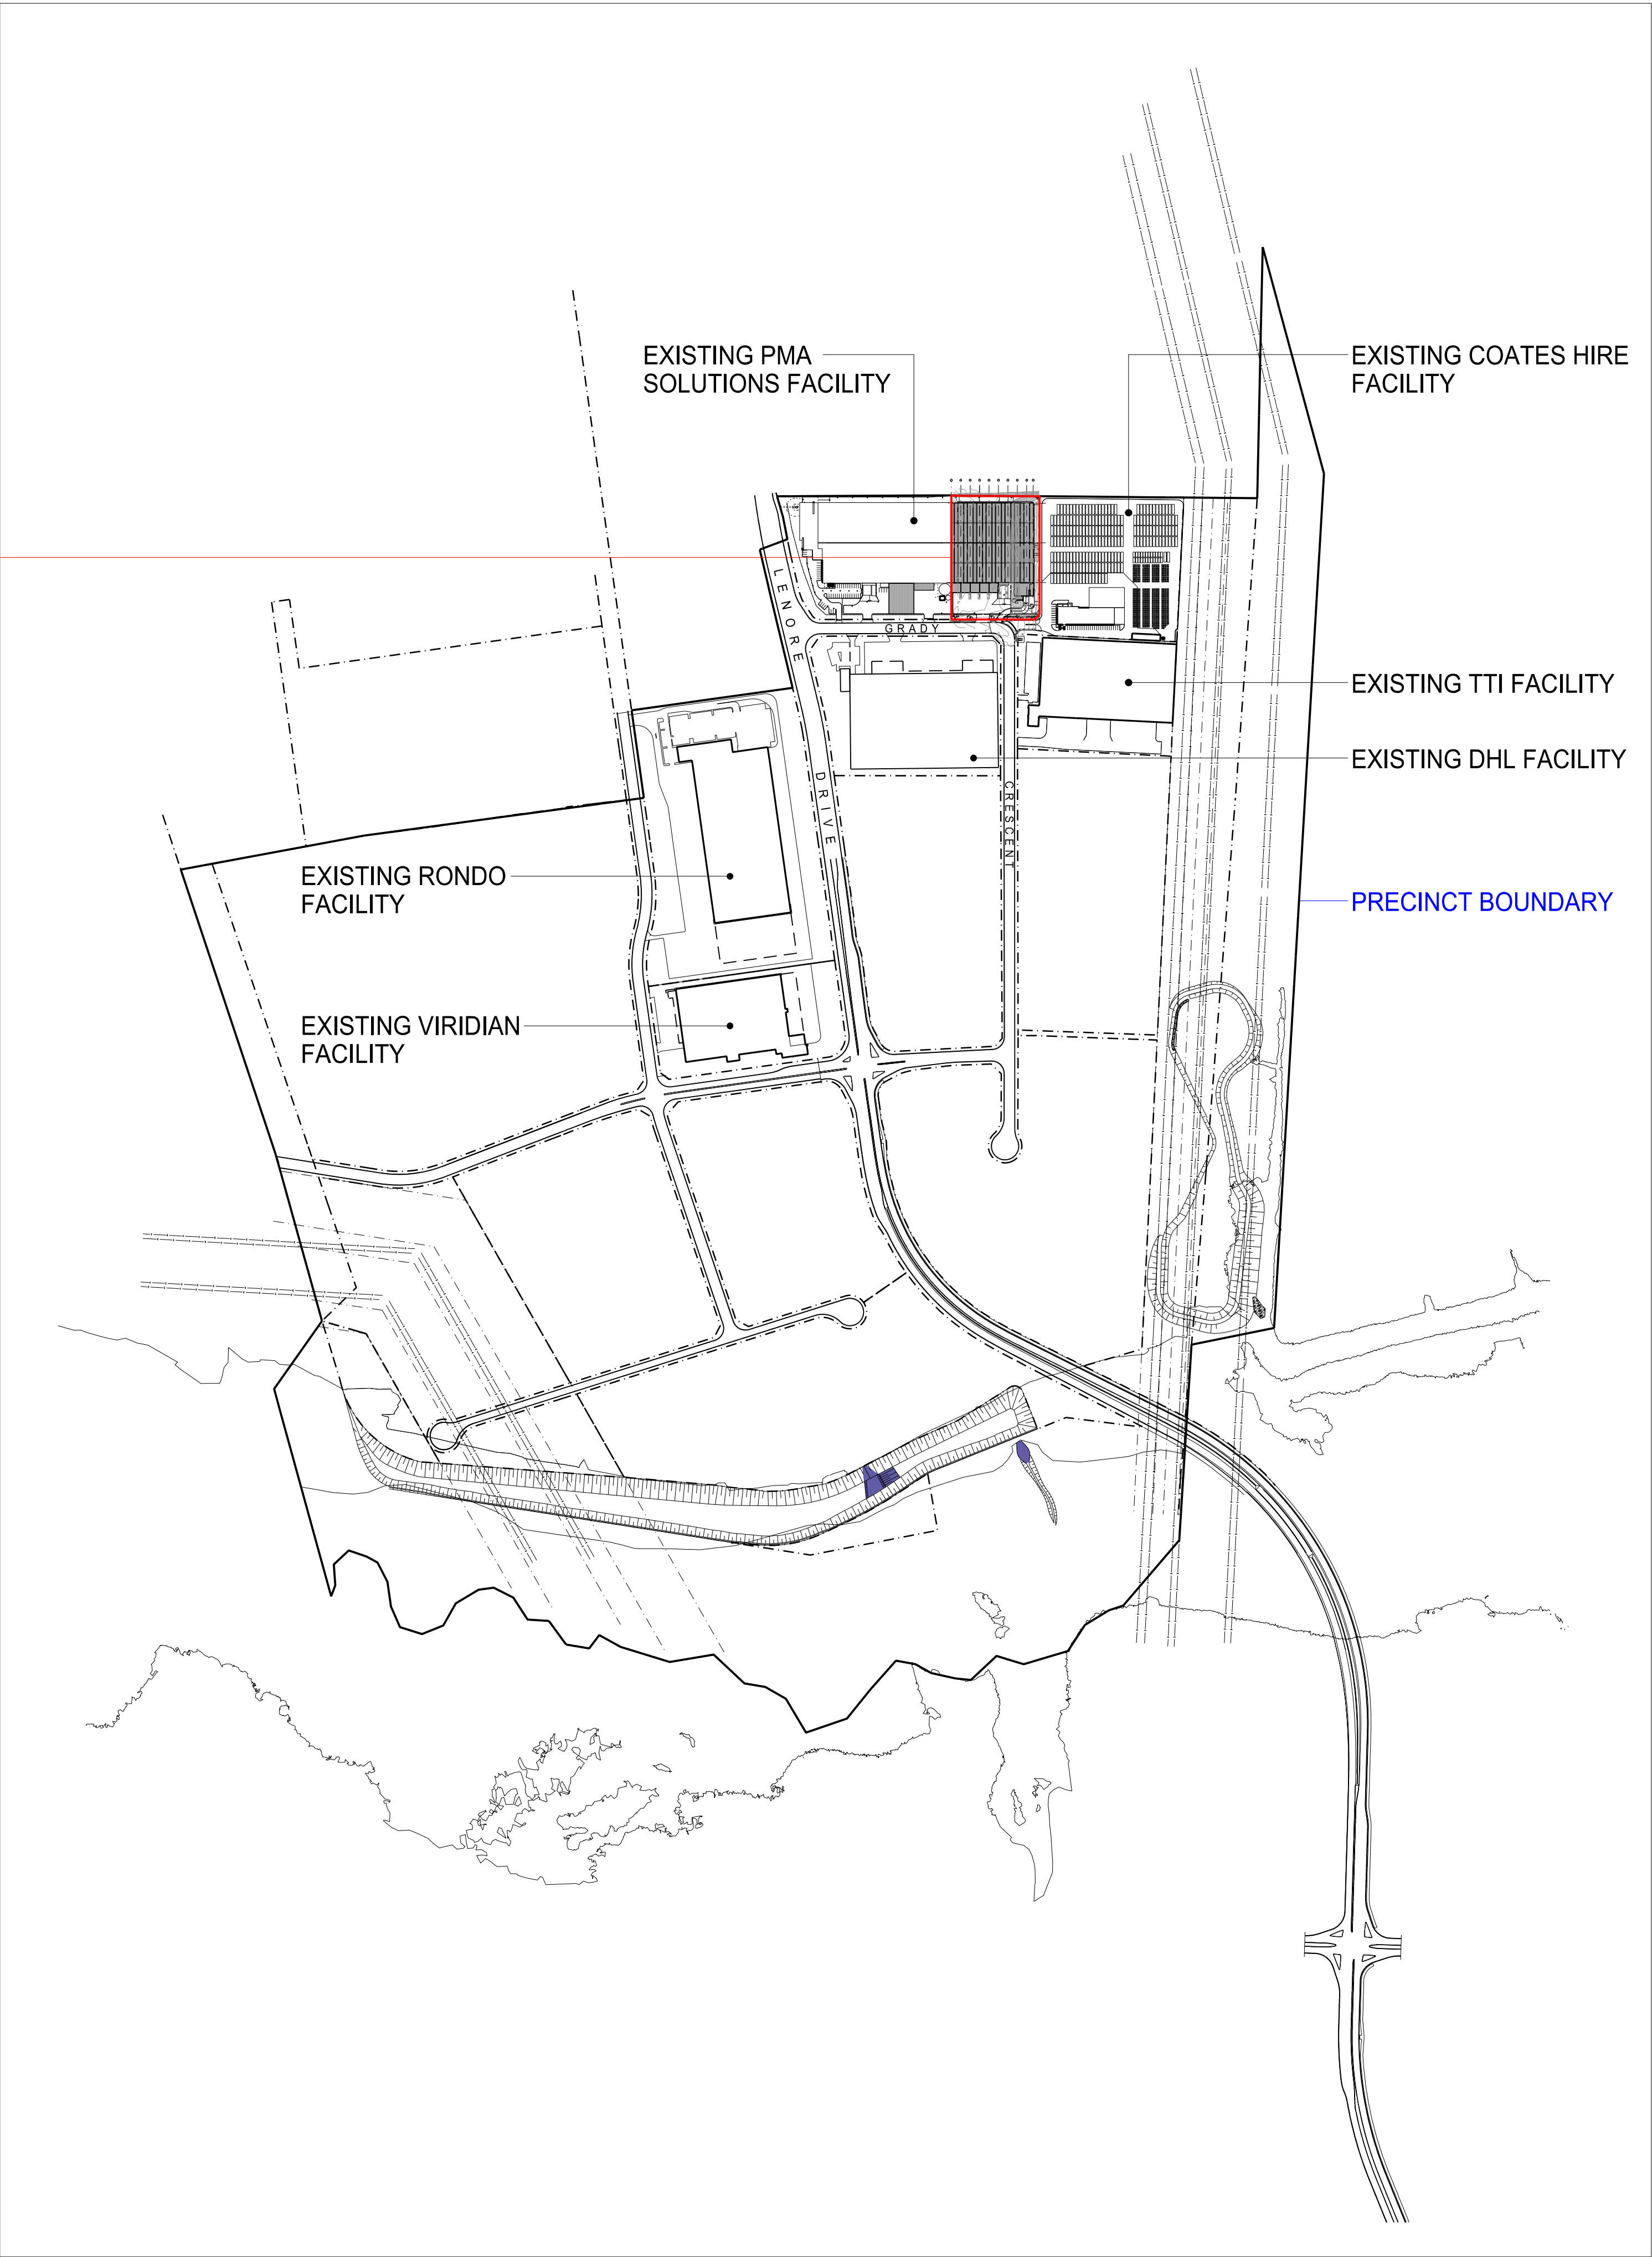 EXISTING PMA
SOLUTIONS FACILITY
EXISTING COATES HIRE
FACILITY
LENORE
GRADY
EXISTING TTI FACILITY
EXISTING DHL FACILITY
DRIVE
CRESCENT
EXISTING RONDO
FACILITY
PRECINCT BOUNDARY
EXISTING VIRIDIAN
FACILITY